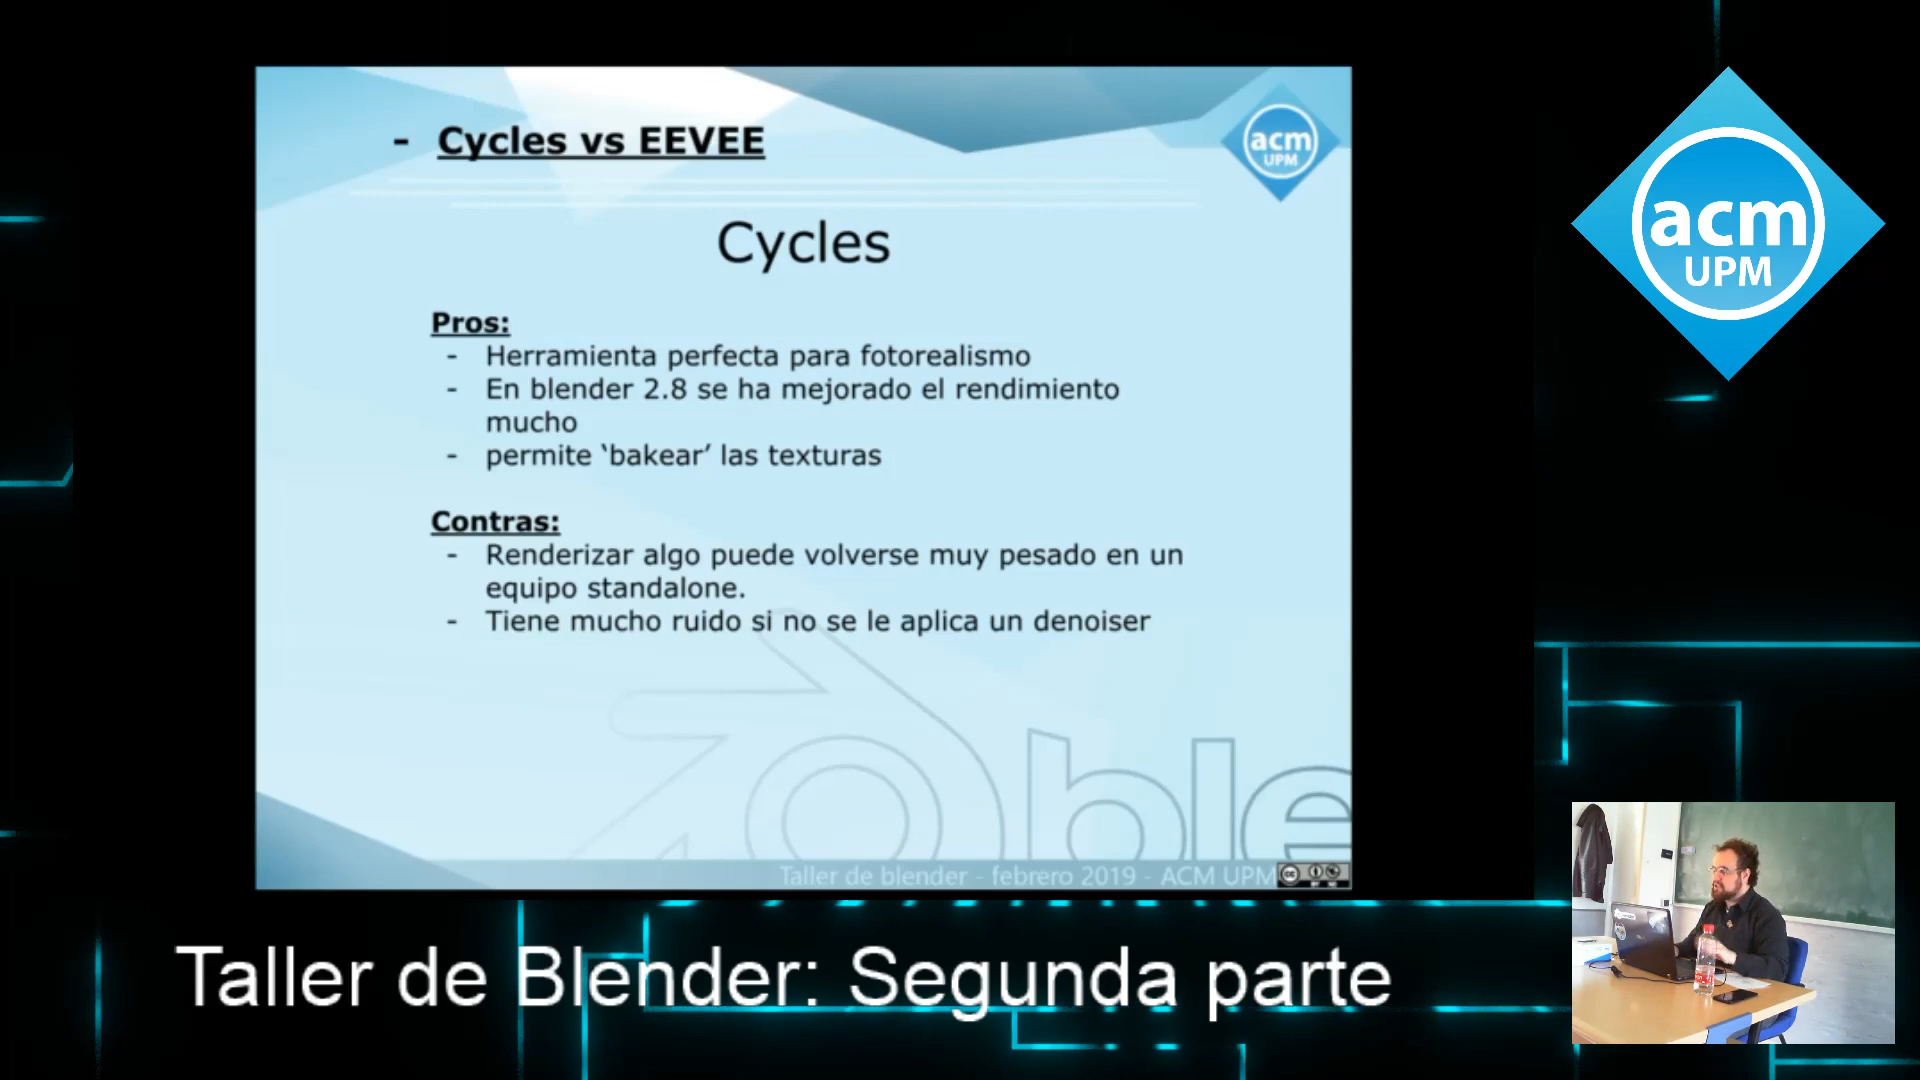 - Cycles vs EEVEE
acm
UPM
Cycles
Pros:
- Herramienta perfecta para fotorealismo
- En blender 2.8 se ha mejorado el rendimiento
mucho
- permite ‘bakear’ las texturas
Contras:
- Renderizar algo puede volverse muy pesado en un
equipo standalone.
- Tiene mucho ruido si no se le aplica un denoiser
ble
Taller de blender - febrero 2019 - ACM UPM
acm
UPM
Taller de Blender: Segunda parte